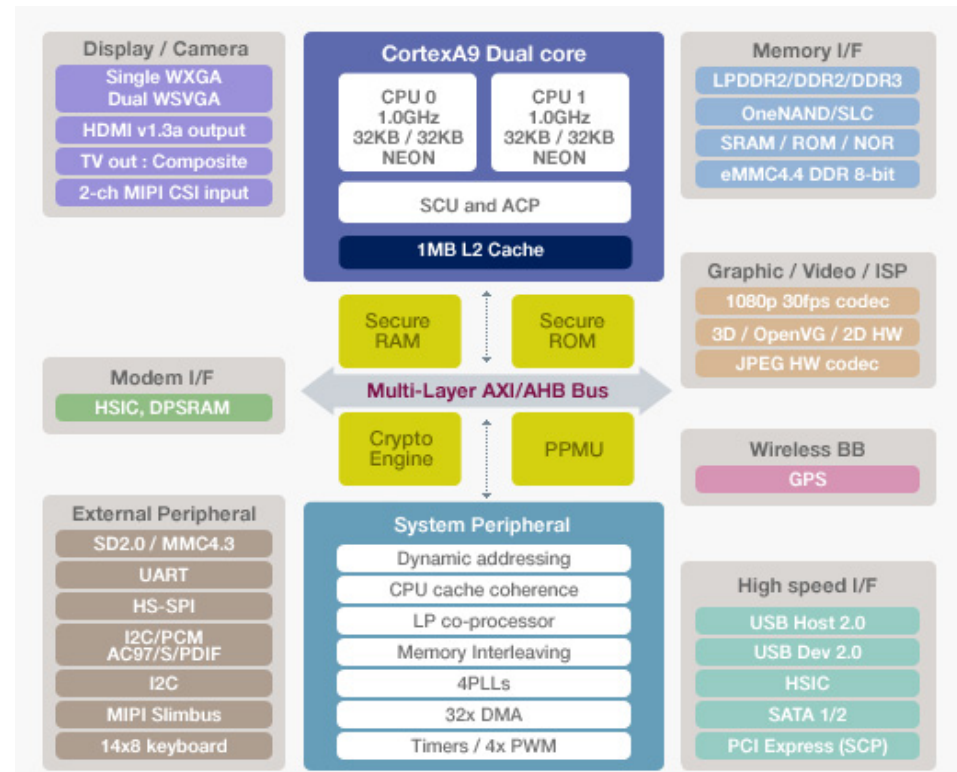 Display / Camera
Single WXGA
Dual WSVGA
HDMI v1.3a output
TV out : Composite
2-ch MIPI CSI input
CortexA9 Dual core
CPU 0
1.0GHz
32KB / 32KB
NEON
CPU 1
1.0GHz
32KB / 32KB
NEON
SCU and ACP
1MB L2 Cache
Memory I/F
LPDDR2/DDR2/DDR3
OneNAND/SLC
SRAM / ROM / NOR
eMMC4.4 DDR 8-bit
Graphic / Video / ISP
1080p 30fps codec
3D / OpenVG / 2D HW
JPEG HW codec
Secure
RAM
Secure
ROM
Modem I/F
HSIC, DPSRAM
Multi-Layer AXI/AHB Bus
Crypto
Engine
PPMU
Wireless BB
GPS
External Peripheral
SD2.0 / MMC4.3
UART
HS-SPI
I2C/PCM
AC97/S/PDIF
I2C
MIPI Slimbus
14x8 keyboard
System Peripheral
Dynamic addressing
CPU cache coherence
LP co-processor
Memory Interleaving
4PLLs
32x DMA
Timers / 4x PWM
High speed I/F
USB Host 2.0
USB Dev 2.0
HSIC
SATA 1/2
PCI Express (SCP)